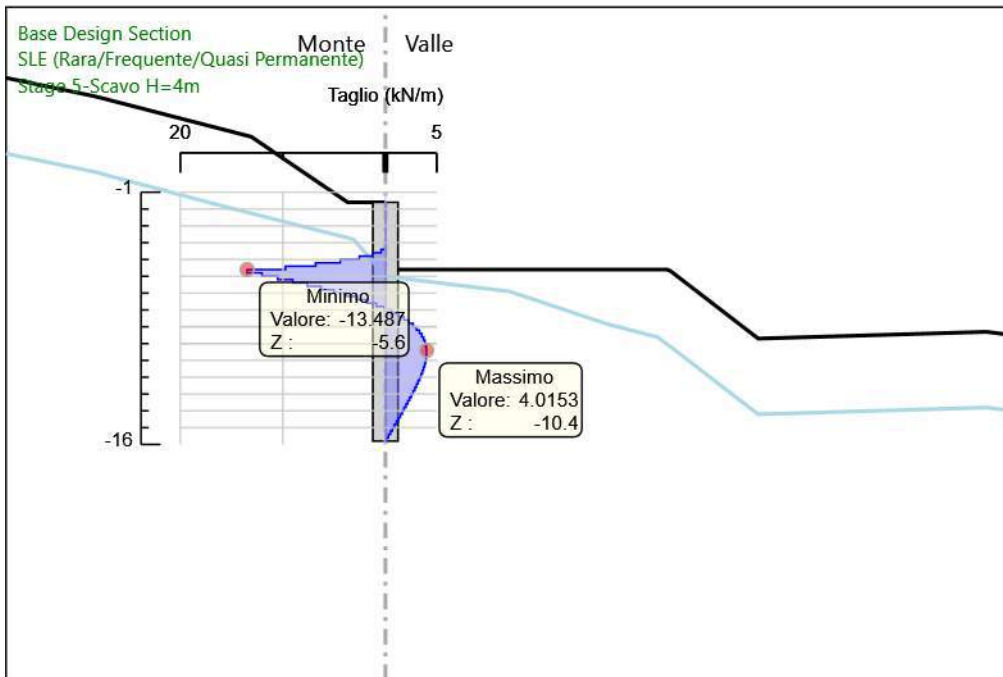 Base Design Section
Monte Valle
SLE (Rara/Frequente/Quasi Permanente)
Stage 5-Scavo H=4m
Taglio (kN/m)
20 5
-1
Minimo
Valore: -13.487
Z : -5.6
Massimo
Valore: 4.0153
Z : -10.4
-16